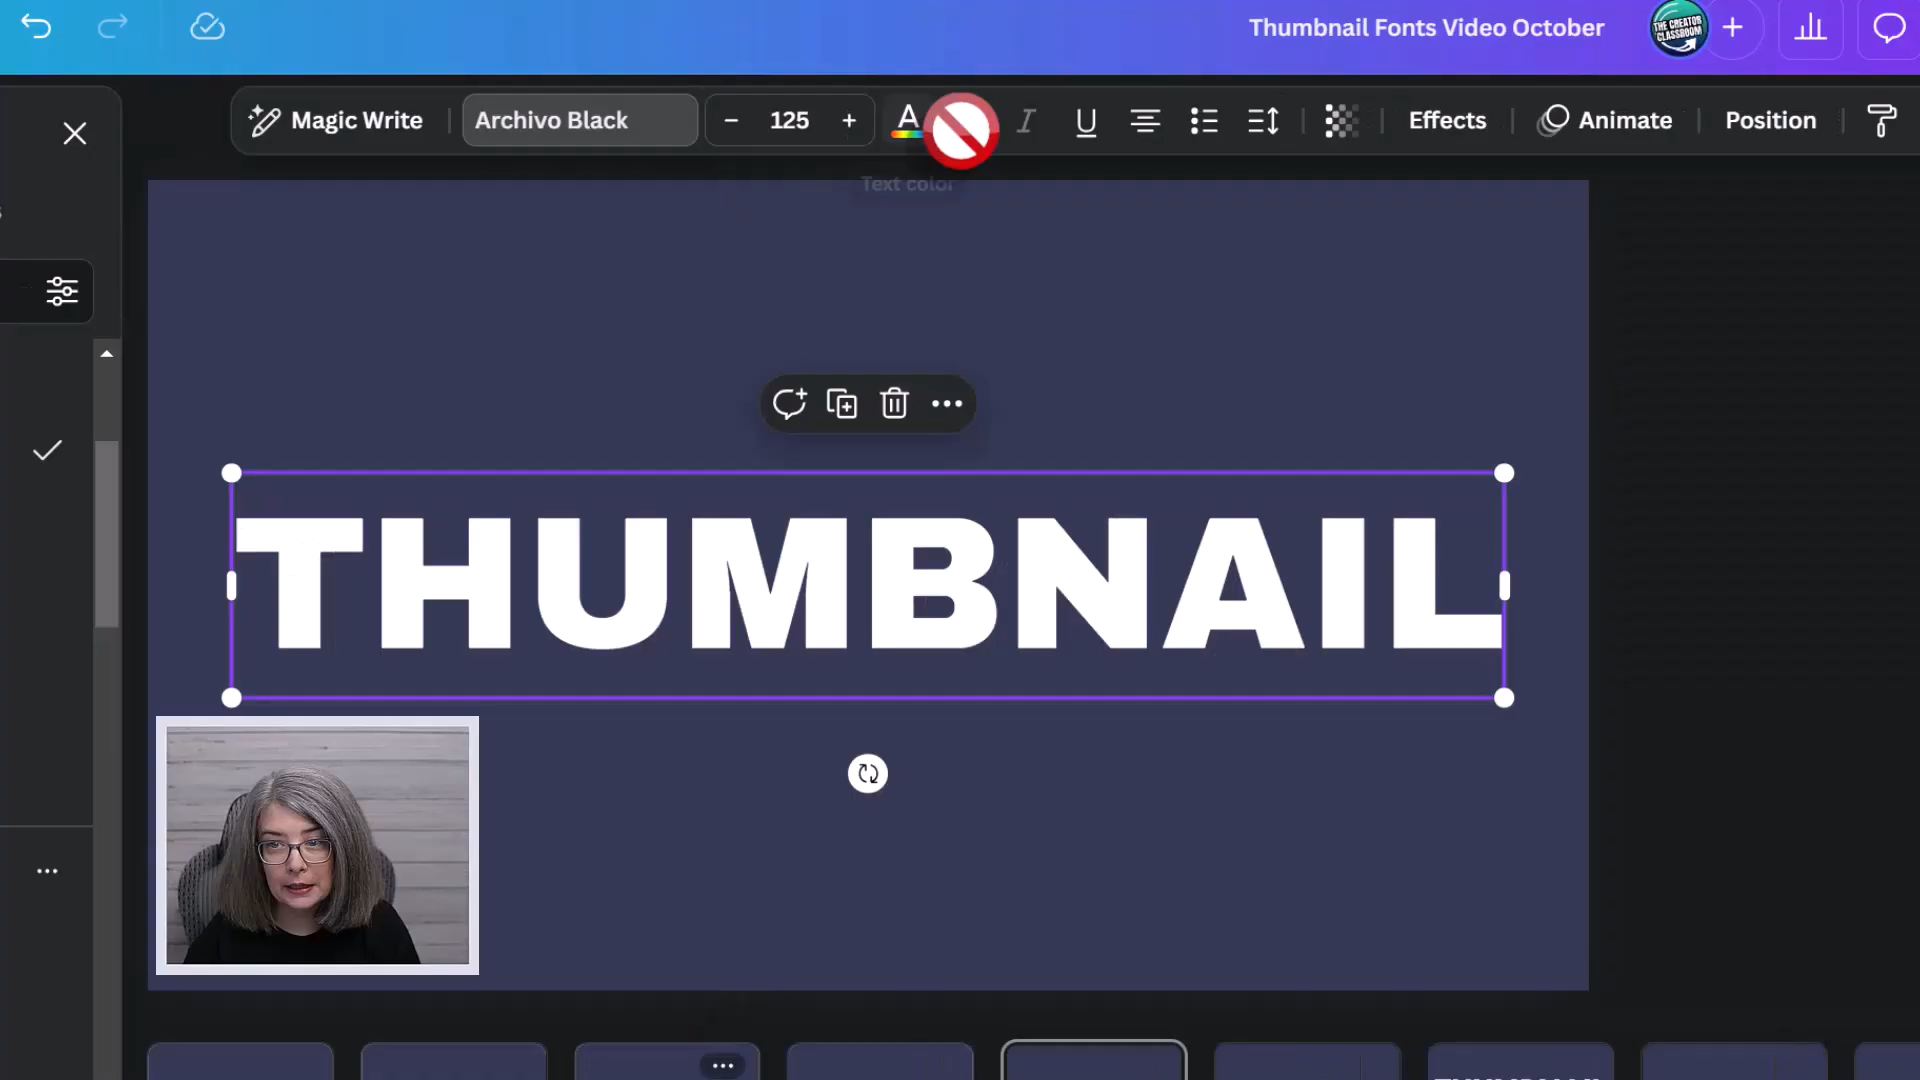 Thumbnail Fonts Video October
THE CREATOR
CLASSROOM
Magic Write
Archivo Black
– 125 +
A
I
U
Effects
Animate
Position
Text color
THUMBNAIL